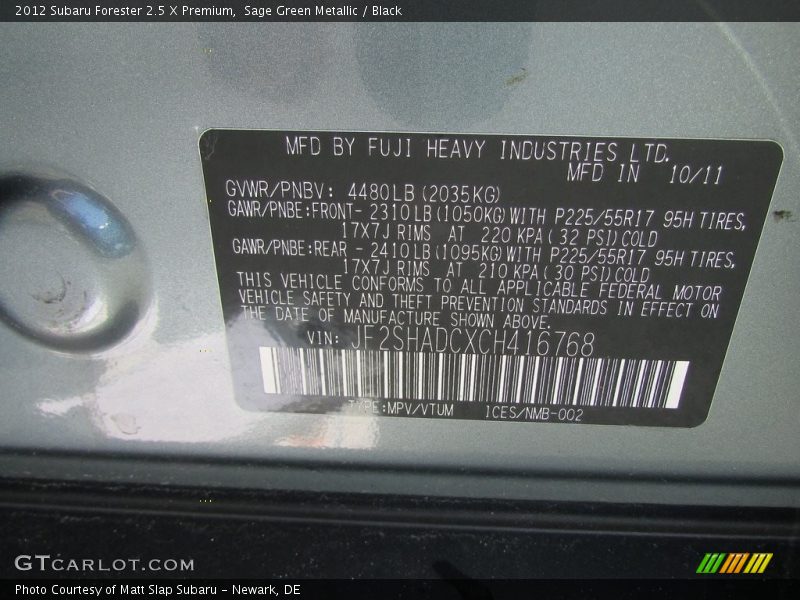 2012 Subaru Forester 2.5 X Premium,  Sage Green Metallic / Black
MFD BY FUJI HEAVY INDUSTRIES LTD.
MFD IN 10/11
GVWR/PNBV: 4480LB(2035KG)
GAWR/PNBE:FRONT- 2310LB(1050KG)WITH P225/55R17 95H TIRES,
17X7J RIMS AT 220 KPA(32 PSI)COLD
GAWR/PNBE:REAR - 2410LB(1095KG)WITH P225/55R17 95H TIRES,
17X7J RIMS AT 210 KPA(30 PSI)COLD
THIS VEHICLE CONFORMS TO ALL APPLICABLE FEDERAL MOTOR
VEHICLE SAFETY AND THEFT PREVENTION STANDARDS IN EFFECT ON
THE DATE OF MANUFACTURE SHOWN ABOVE.
VIN: JF2SHADCXCH416768
TYPE:MPV/VTUM ICES/NMB-002
GTCARLOT.COM
Photo Courtesy of Matt Slap Subaru - Newark, DE